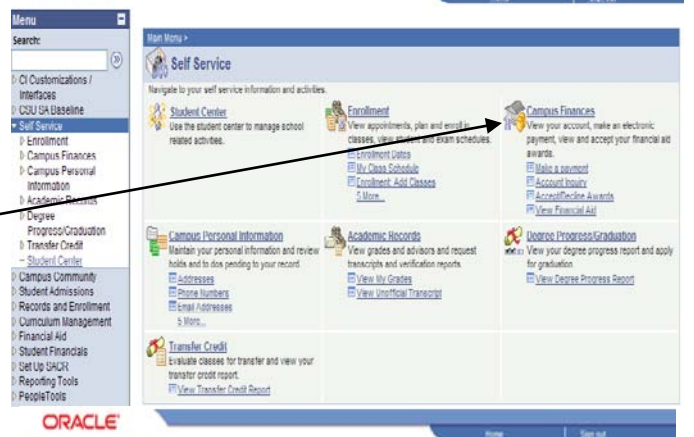 Menu
Search:
CI Customizations /
Interfaces
CSU SA Baseline
Self Service
Enrollment
Campus Finances
Campus Personal
Information
Academic Records
Degree
Progress/Graduation
Transfer Credit
Student Center
Campus Community
Student Admissions
Records and Enrollment
Curriculum Management
Financial Aid
Student Financials
Set Up SACR
Reporting Tools
PeopleTools
Main Menu >
Self Service
Navigate to your self service information and activities.
Student Center
Use the student center to manage school
related activities.
Enrollment
View appointments, plan and enroll in
classes, view student and exam schedules.
Enrollment Dates
My Class Schedule
Enrollment: Add Classes
5 More...
Campus Finances
View your account, make an electronic
payment, view and accept your financial aid
awards.
Make a payment
Account Inquiry
Accept/Decline Awards
View Financial Aid
Campus Personal Information
Maintain your personal information and review
holds and to dos pending to your record.
Addresses
Phone Numbers
Email Addresses
5 More...
Academic Records
View grades and advisors and request
transcripts and verification reports.
View My Grades
View Unofficial Transcript
Degree Progress/Graduation
View your degree progress report and apply
for graduation.
View Degree Progress Report
Transfer Credit
Evaluate classes for transfer and view your
transfer credit report.
View Transfer Credit Report
ORACLE
Home
Sign out